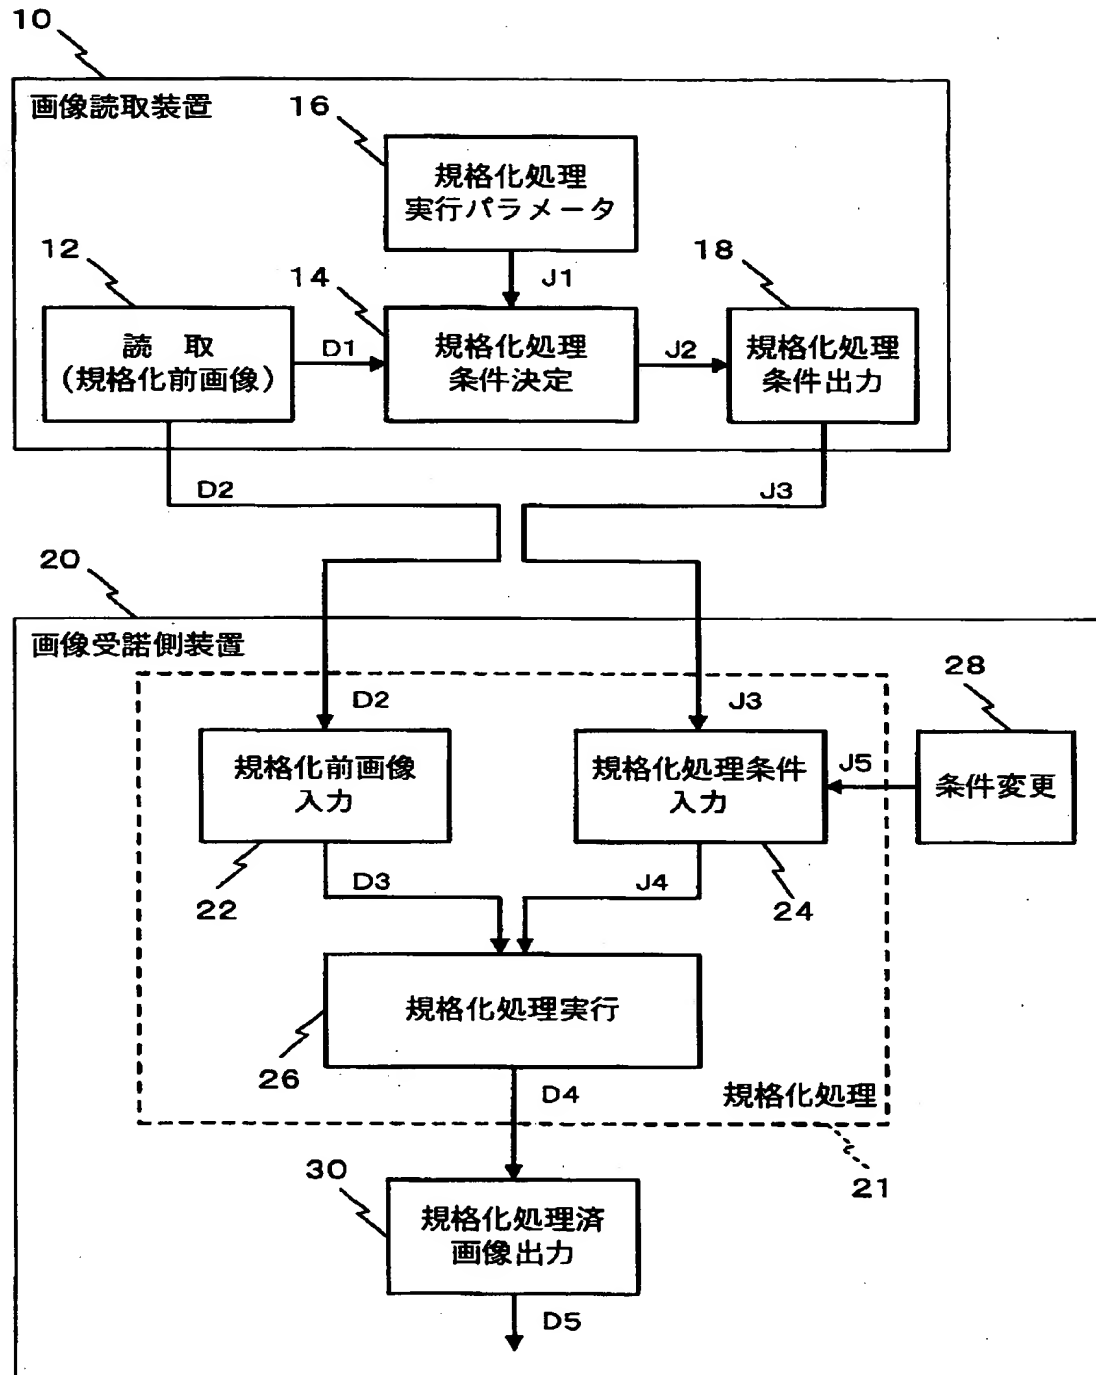 10
画像読取装置
16
規格化処理
実行パラメータ
12
14
J1
18
読 取
(規格化前画像)
D1
規格化処理
条件決定
J2
規格化処理
条件出力
D2
J3
20
画像受諾側装置
D2
J3
28
規格化前画像
入力
規格化処理条件
入力
J5
条件変更
22
D3
J4
24
規格化処理実行
26
D4
規格化処理
21
30
規格化処理済
画像出力
D5